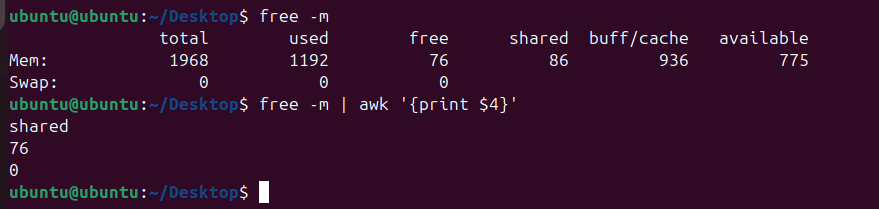 ubuntu@ubuntu:~/Desktop$ free -m
               total        used        free      shared  buff/cache   available
Mem:            1968        1192          76          86         936         775
Swap:              0           0           0
ubuntu@ubuntu:~/Desktop$ free -m | awk '{print $4}'
shared
76
0
ubuntu@ubuntu:~/Desktop$